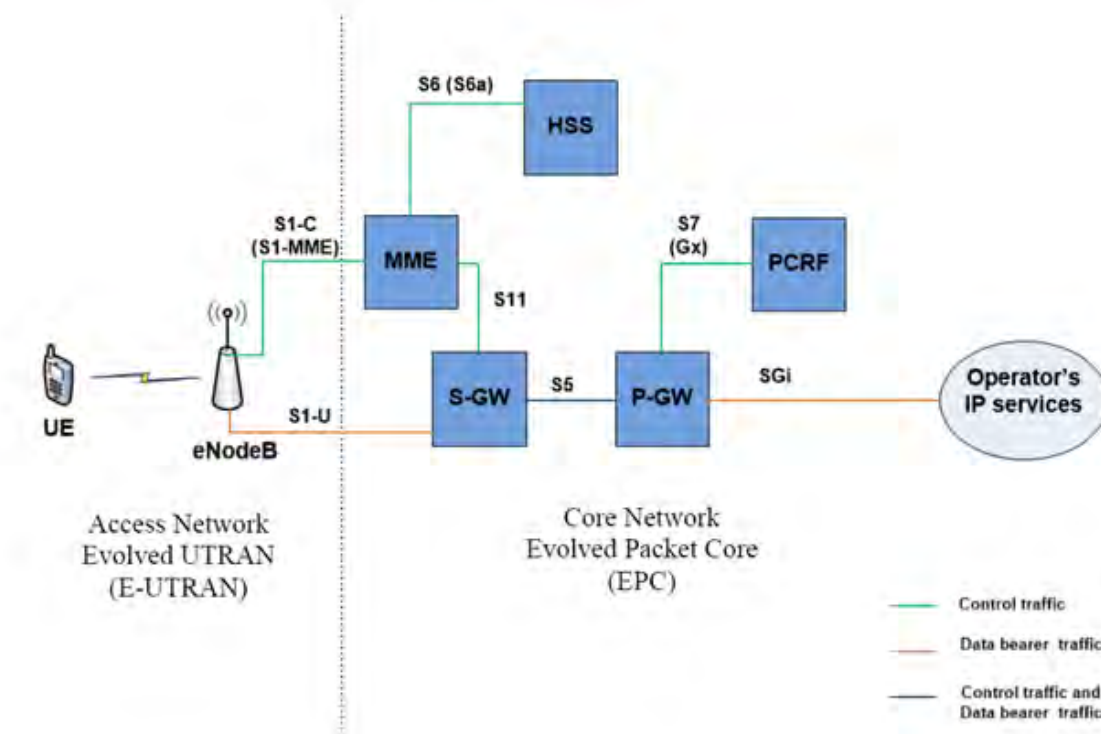 S6 (S6a)
HSS
S1-C
(S1-MME)
MME
S7
(Gx)
PCRF
S11
UE
eNodeB
S1-U
S-GW
S5
P-GW
SGi
Operator's
IP services
Access Network
Evolved UTRAN
(E-UTRAN)
Core Network
Evolved Packet Core
(EPC)
Control traffic
Data bearer traffic
Control traffic and
Data bearer traffic